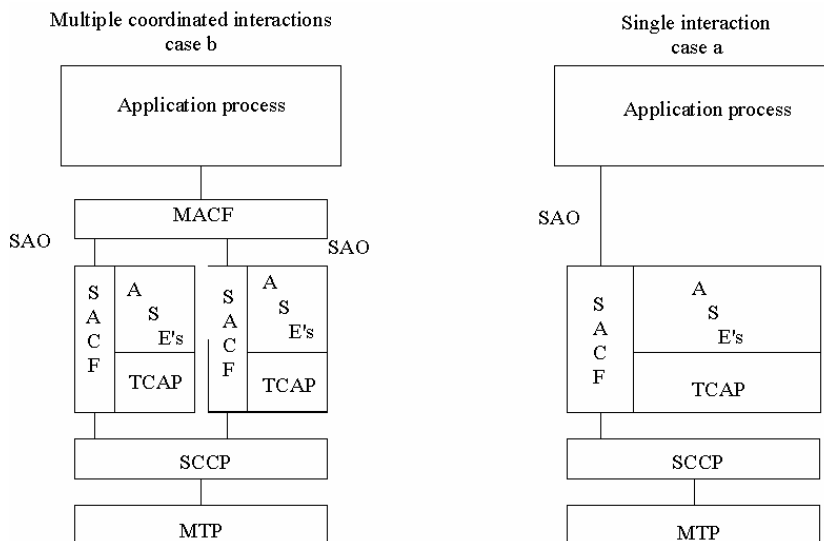 Multiple coordinated interactions
case b
Application process
MACF
SAO
SAO
S
A
C
F
A
S
E's
TCAP
S
A
C
F
A
S
E's
TCAP
SCCP
MTP
Single interaction
case a
Application process
SAO
S
A
C
F
A
S
E's
TCAP
SCCP
MTP